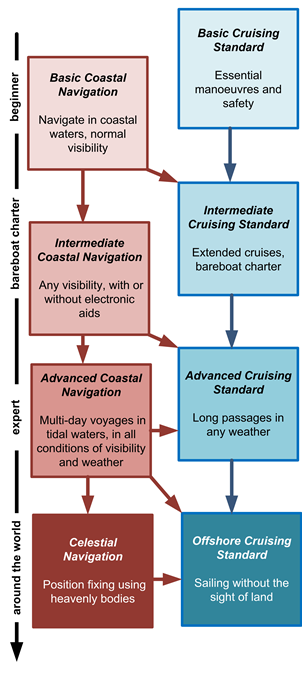 beginner
bareboat charter
expert
around the world
Basic Coastal
Navigation
Navigate in coastal
waters, normal
visibility
Basic Cruising
Standard
Essential
manoeuvres and
safety
Intermediate
Coastal Navigation
Any visibility, with or
without electronic
aids
Intermediate
Cruising Standard
Extended cruises,
bareboat charter
Advanced Coastal
Navigation
Multi-day voyages in
tidal waters, in all
conditions of visibility
and weather
Advanced Cruising
Standard
Long passages in
any weather
Celestial
Navigation
Position fixing using
heavenly bodies
Offshore Cruising
Standard
Sailing without the
sight of land